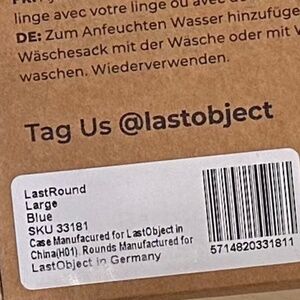 linge avec votre linge ou avec de
DE: Zum Anfeuchten Wasser hinzufüge
Wäschesack mit der Wäsche oder mit V
waschen. Wiederverwenden.
Tag Us @lastobject
LastRound
Large
Blue
SKU 33181
Case Manufacured for LastObject in
China(H01). Rounds Manufactured for
LastObject in Germany
5714820331811